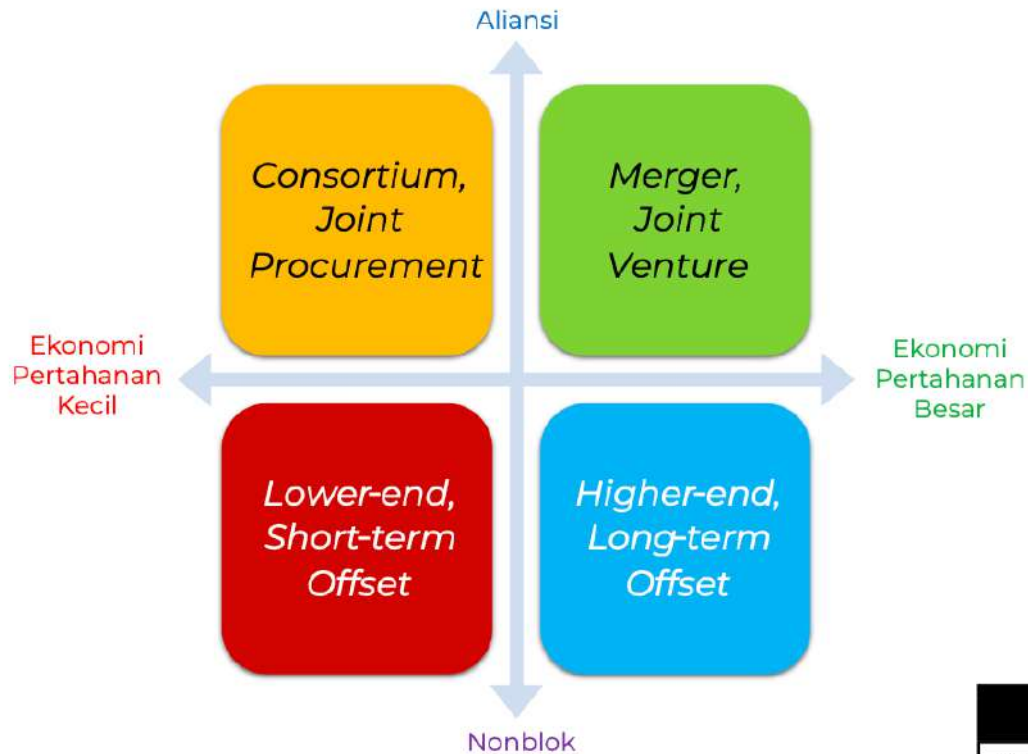 Aliansi
Consortium,
Joint
Procurement
Merger,
Joint
Venture
Ekonomi
Pertahanan
Kecil
Ekonomi
Pertahanan
Besar
Lower-end,
Short-term
Offset
Higher-end,
Long-term
Offset
Nonblok